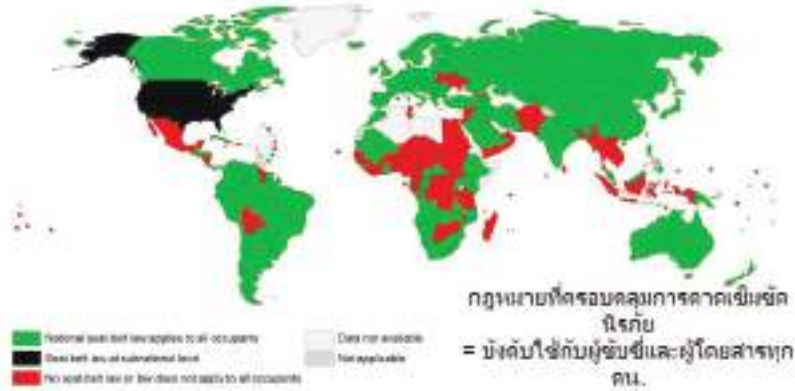 National seat-belt law applies to all occupants
Seat-belt law at subnational level
No seat-belt law or law does not apply to all occupants
Data not available
Not applicable
กฎหมายที่ครอบคลุมการคาดเข็มขัด
นิรภัย
= บังคับใช้กับผู้ขับขี่และผู้โดยสารทุก
คน.